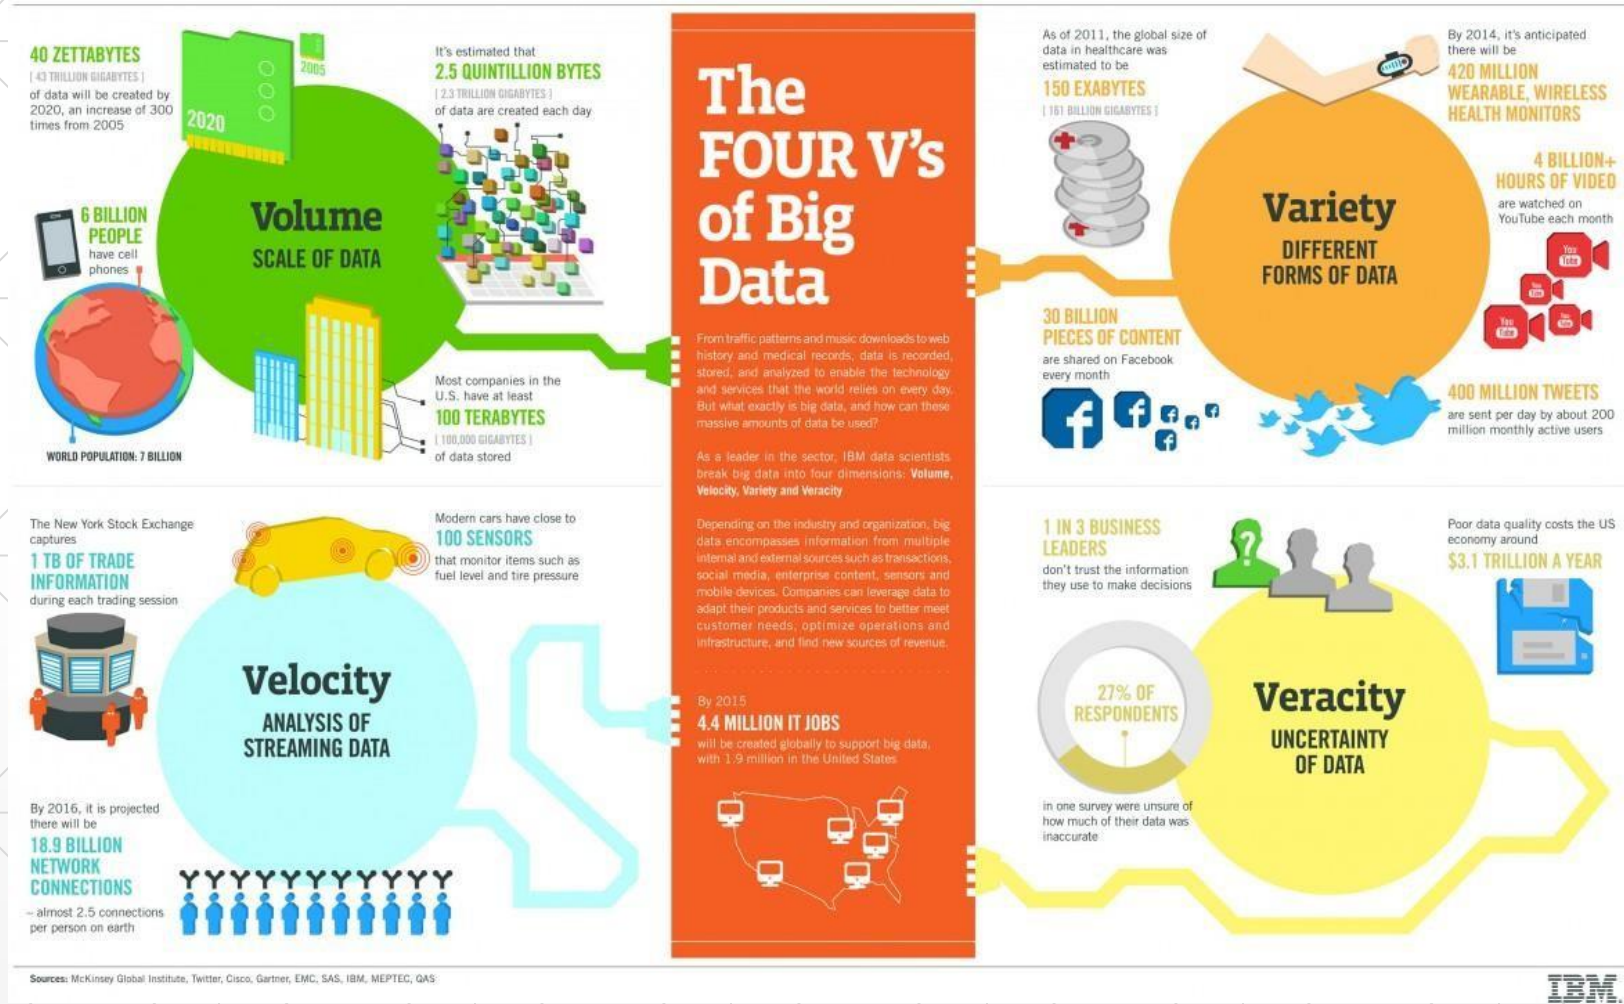 40 ZETTABYTES
[ 43 TRILLION GIGABYTES ]
of data will be created by
2020, an increase of 300
times from 2005
2020
2005
It's estimated that
2.5 QUINTILLION BYTES
[ 2.3 TRILLION GIGABYTES ]
of data are created each day
6 BILLION
PEOPLE
have cell
phones
Volume
SCALE OF DATA
WORLD POPULATION: 7 BILLION
Most companies in the
U.S. have at least
100 TERABYTES
[ 100,000 GIGABYTES ]
of data stored
The New York Stock Exchange
captures
1 TB OF TRADE
INFORMATION
during each trading session
Modern cars have close to
100 SENSORS
that monitor items such as
fuel level and tire pressure
Velocity
ANALYSIS OF
STREAMING DATA
By 2016, it is projected
there will be
18.9 BILLION
NETWORK
CONNECTIONS
– almost 2.5 connections
per person on earth
The
FOUR V's
of Big
Data
From traffic patterns and music downloads to web
history and medical records, data is recorded,
stored, and analyzed to enable the technology
and services that the world relies on every day.
But what exactly is big data, and how can these
massive amounts of data be used?
As a leader in the sector, IBM data scientists
break big data into four dimensions: Volume,
Velocity, Variety and Veracity
Depending on the industry and organization, big
data encompasses information from multiple
internal and external sources such as transactions,
social media, enterprise content, sensors and
mobile devices. Companies can leverage data to
adapt their products and services to better meet
customer needs, optimize operations and
infrastructure, and find new sources of revenue.
By 2015
4.4 MILLION IT JOBS
will be created globally to support big data,
with 1.9 million in the United States
As of 2011, the global size of
data in healthcare was
estimated to be
150 EXABYTES
[ 161 BILLION GIGABYTES ]
By 2014, it's anticipated
there will be
420 MILLION
WEARABLE, WIRELESS
HEALTH MONITORS
4 BILLION+
HOURS OF VIDEO
are watched on
YouTube each month
You
Tube
You
Tube
You
Tube
You
Tube
Variety
DIFFERENT
FORMS OF DATA
30 BILLION
PIECES OF CONTENT
are shared on Facebook
every month
400 MILLION TWEETS
are sent per day by about 200
million monthly active users
1 IN 3 BUSINESS
LEADERS
don't trust the information
they use to make decisions
?
Poor data quality costs the US
economy around
$3.1 TRILLION A YEAR
27% OF
RESPONDENTS
in one survey were unsure of
how much of their data was
inaccurate
Veracity
UNCERTAINTY
OF DATA
Sources: McKinsey Global Institute, Twitter, Cisco, Gartner, EMC, SAS, IBM, MEPTEC, QAS
IBM